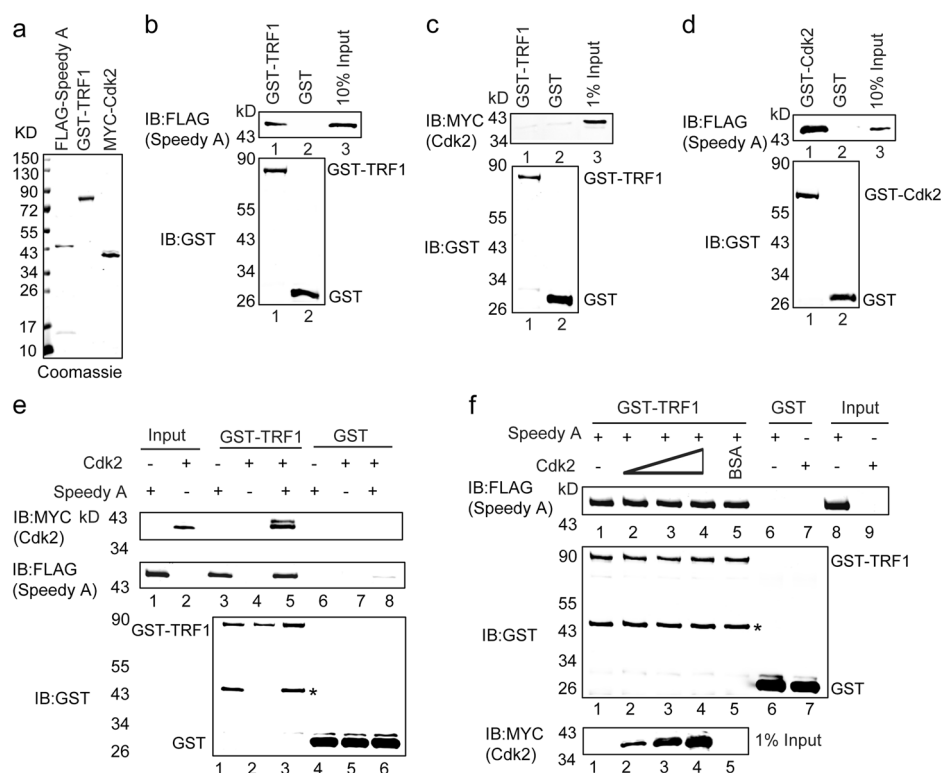 a
FLAG-Speedy A
GST-TRF1
MYC-Cdk2
KD
150
130
90
72
55
43
34
26
17
10
Coomassie
b
GST-TRF1
GST
10% Input
kD
IB:FLAG
(Speedy A)
43
1 2 3
90
GST-TRF1
55
IB:GST
43
34
26
GST
1 2
c
GST-TRF1
GST
1% Input
kD
IB:MYC
(Cdk2)
43
34
1 2 3
90
GST-TRF1
55
IB:GST
43
34
26
GST
1 2
d
GST-Cdk2
GST
10% Input
kD
IB:FLAG
(Speedy A)
43
1 2 3
90
GST-Cdk2
55
IB:GST
43
34
26
GST
1 2
e
Input GST-TRF1 GST
Cdk2 - + - + + - + +
Speedy A + - + - + + - +
IB:MYC kD 43
(Cdk2)
34
IB:FLAG
(Speedy A) 43
1 2 3 4 5 6 7 8
90
GST-TRF1
55
IB:GST 43 *
34
GST
26
1 2 3 4 5 6
f
GST-TRF1 GST Input
Speedy A + + + + + + - + -
Cdk2 - BSA - + - +
IB:FLAG kD
(Speedy A)
43
1 2 3 4 5 6 7 8 9
90 GST-TRF1
55
IB:GST 43 *
34
26 GST
1 2 3 4 5 6 7
IB:MYC 43
(Cdk2) 1% Input
34
1 2 3 4 5